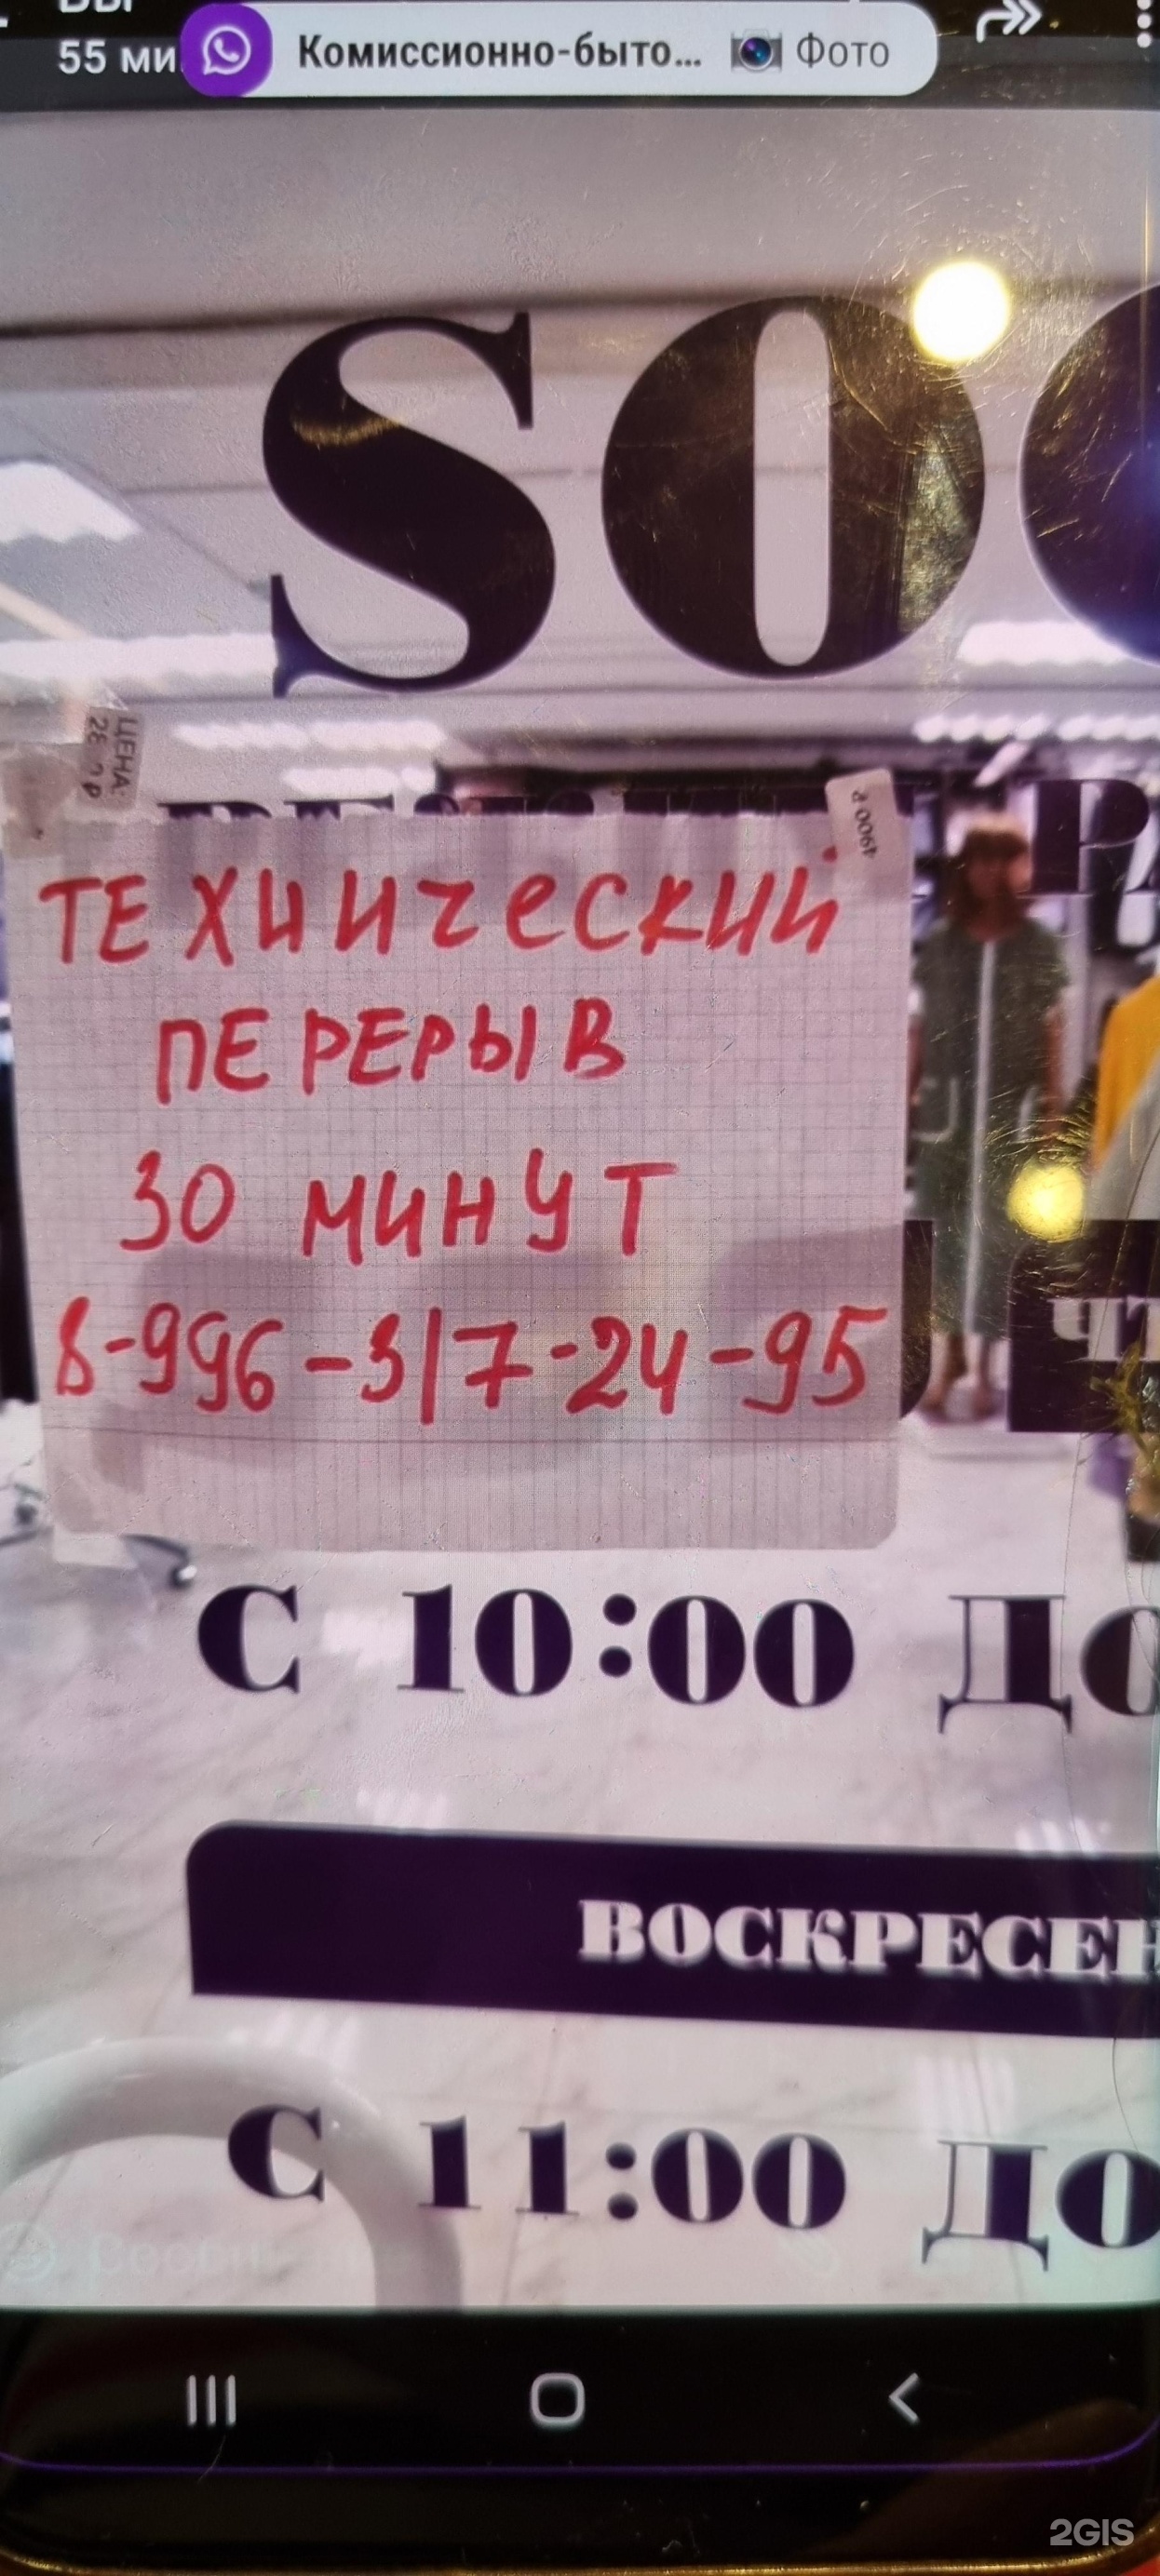 55 ми
Комиссионно-быто... Фото
SO
ЦЕНА:
4900 Р
ТЕХНИческий
ПЕРЕРЫВ
30 минут
8-996-317-24-95
С 10:00 ДО
ВОСКРЕСЕН
С 11:00 ДО
2GIS